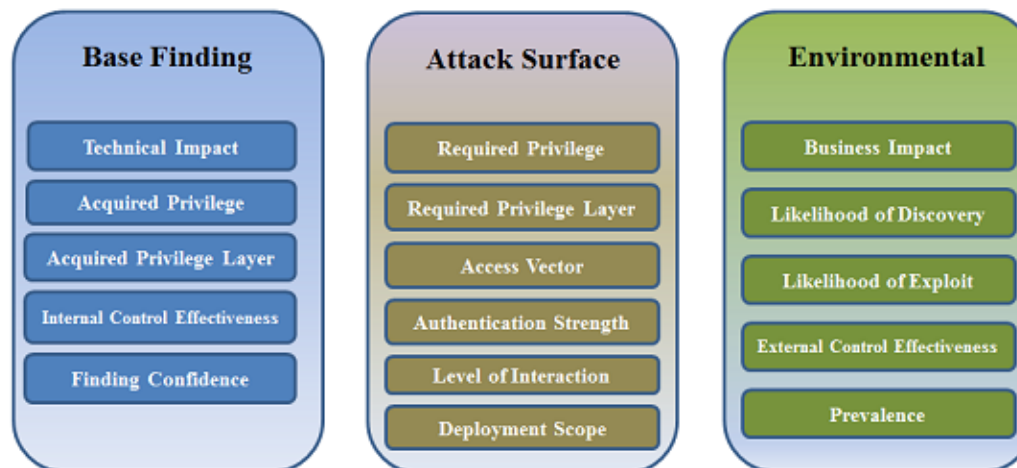 Base Finding
Technical Impact
Acquired Privilege
Acquired Privilege Layer
Internal Control Effectiveness
Finding Confidence
Attack Surface
Required Privilege
Required Privilege Layer
Access Vector
Authentication Strength
Level of Interaction
Deployment Scope
Environmental
Business Impact
Likelihood of Discovery
Likelihood of Exploit
External Control Effectiveness
Prevalence